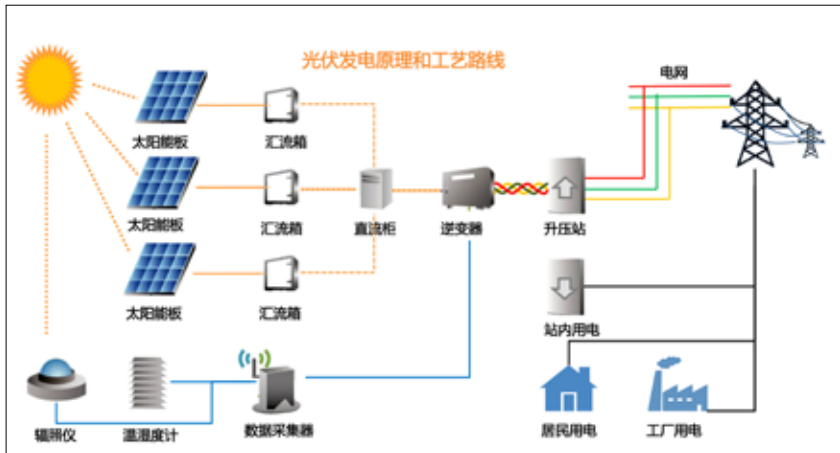 光伏发电原理和工艺路线
电网
太阳能板
汇流箱
太阳能板
汇流箱
直流柜
逆变器
升压站
太阳能板
汇流箱
站内用电
辐照仪
温湿度计
数据采集器
居民用电
工厂用电